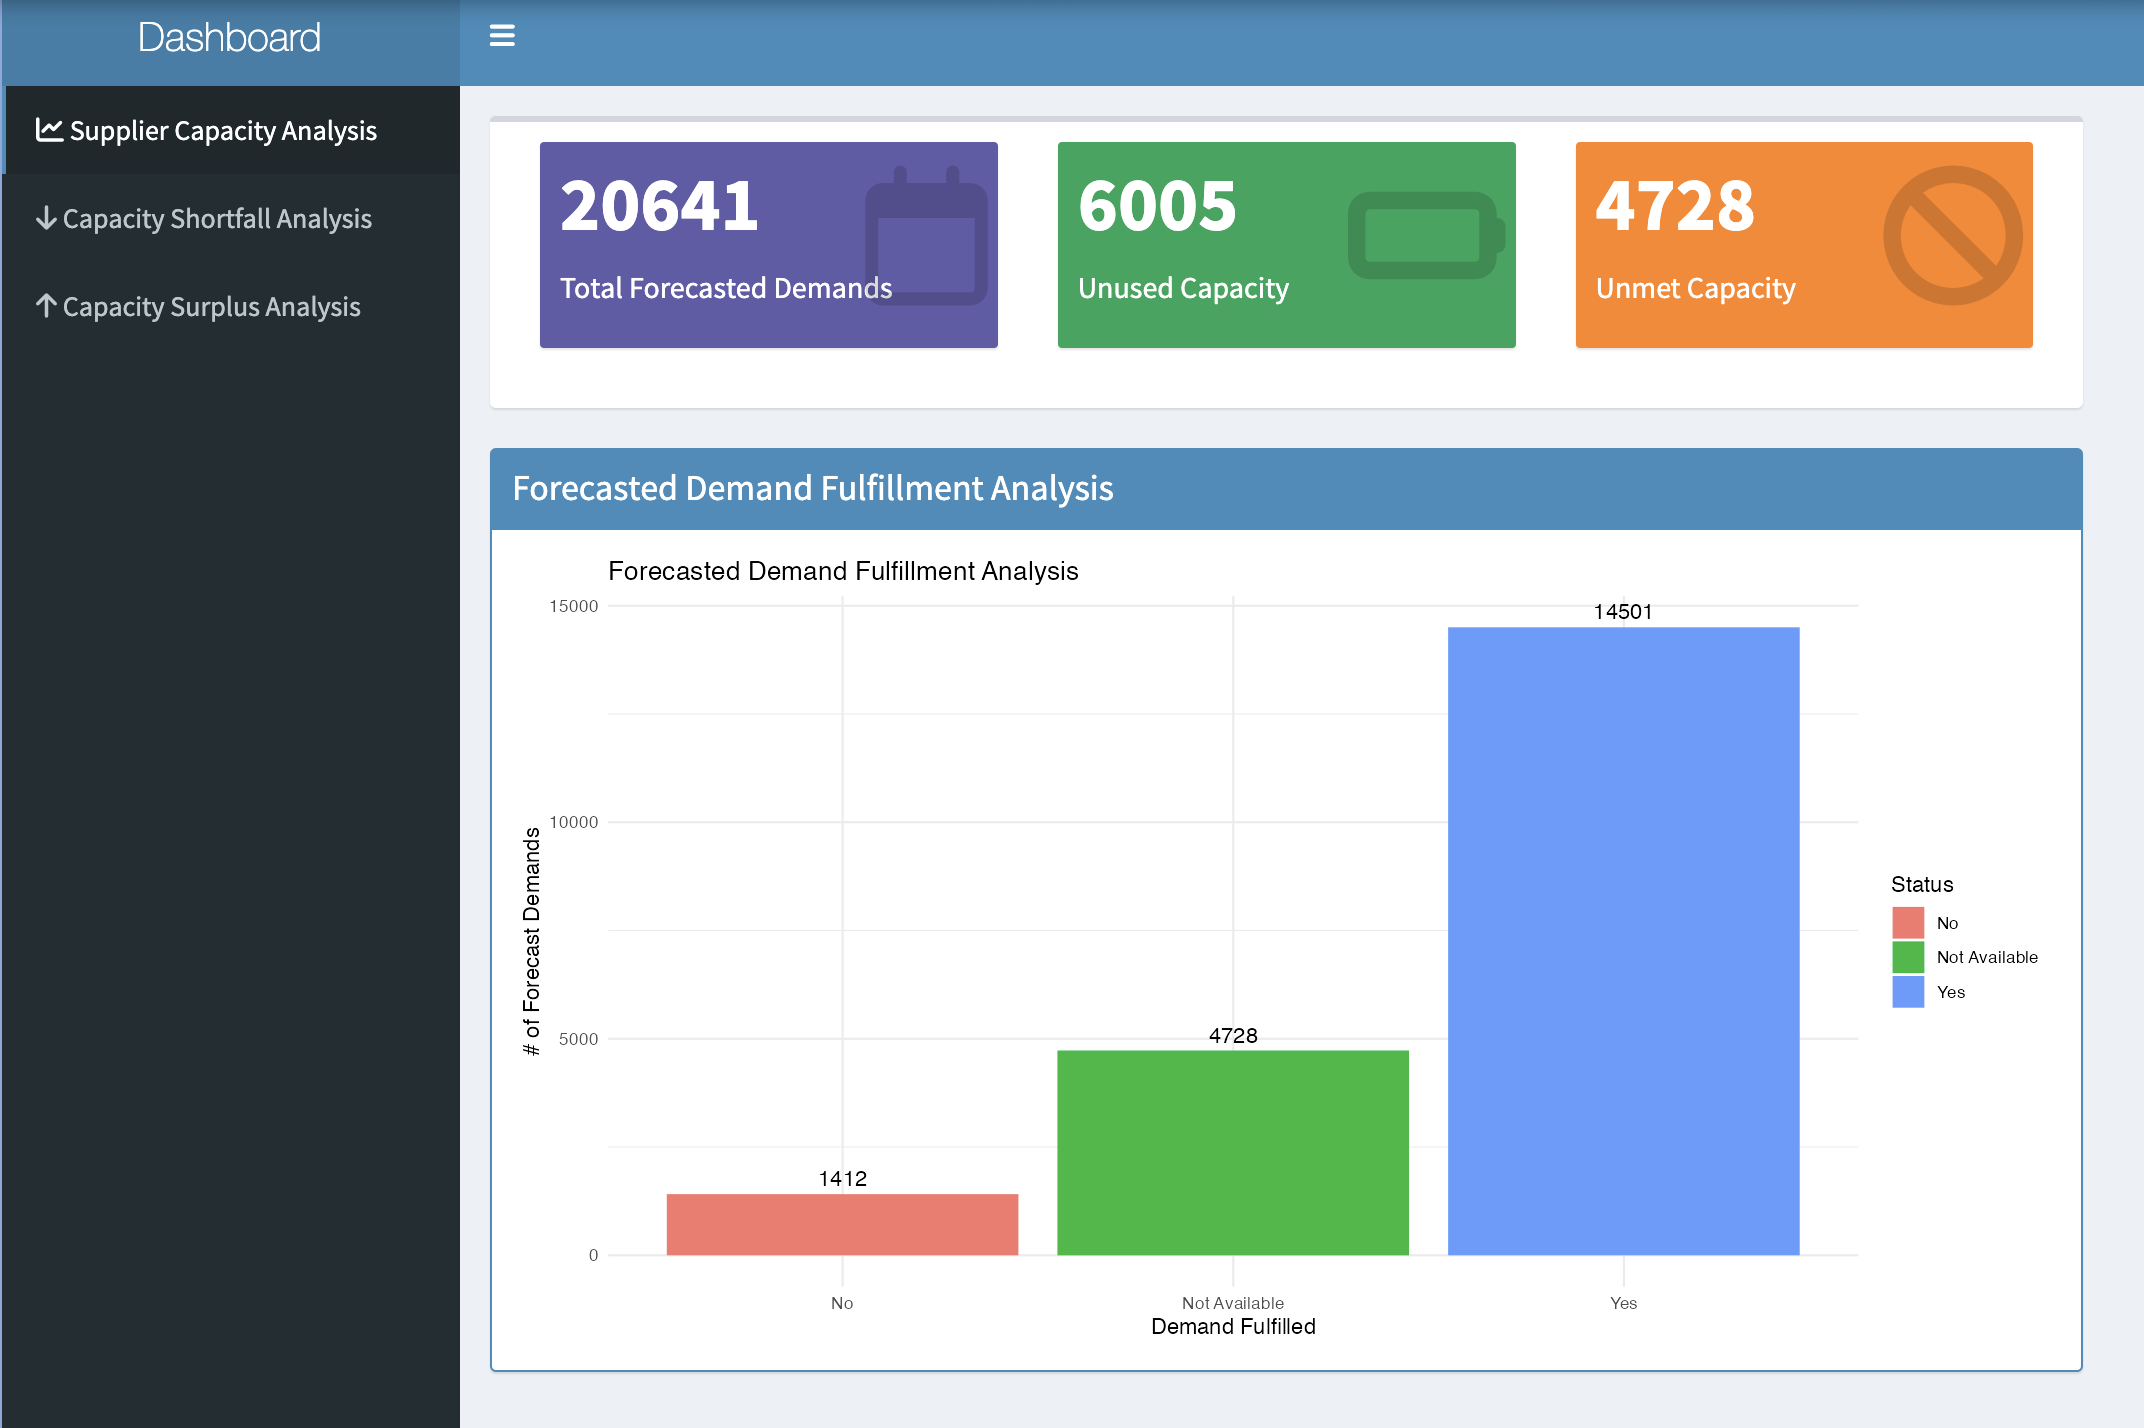 Dashboard
Supplier Capacity Analysis
Capacity Shortfall Analysis
Capacity Surplus Analysis
20641
Total Forecasted Demands
6005
Unused Capacity
4728
Unmet Capacity
Forecasted Demand Fulfillment Analysis
Forecasted Demand Fulfillment Analysis
# of Forecast Demands
15000
10000
5000
0
1412
4728
14501
No
Not Available
Yes
Demand Fulfilled
Status
No
Not Available
Yes